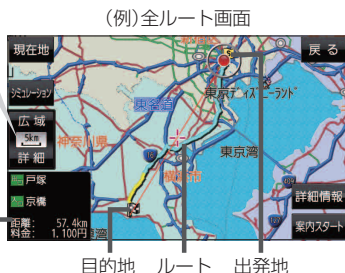 (例)全ルート画面
現在地
戻る
シミュレーション
東名道
東京ディズニーランド
広域
5km
詳細
神奈川県
東京湾
戸塚
京橋
詳細情報
距離: 57.4km
料金: 1,100円
案内スタート
目的地 ルート 出発地